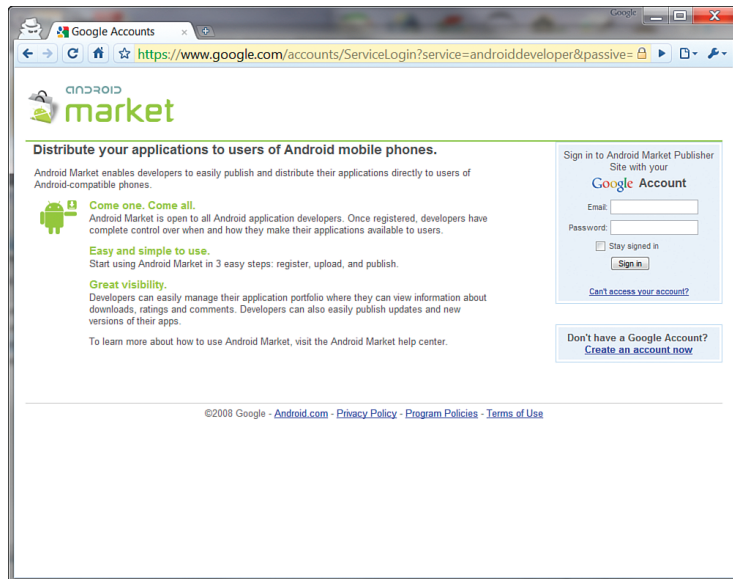 Google
Google Accounts
https://www.google.com/accounts/ServiceLogin?service=androiddeveloper&passive=
android
market
Distribute your applications to users of Android mobile phones.
Android Market enables developers to easily publish and distribute their applications directly to users of
Android-compatible phones.
Come one. Come all.
Android Market is open to all Android application developers. Once registered, developers have
complete control over when and how they make their applications available to users.
Easy and simple to use.
Start using Android Market in 3 easy steps: register, upload, and publish.
Great visibility.
Developers can easily manage their application portfolio where they can view information about
downloads, ratings and comments. Developers can also easily publish updates and new
versions of their apps.
To learn more about how to use Android Market, visit the Android Market help center.
Sign in to Android Market Publisher
Site with your
Google Account
Email:
Password:
Stay signed in
Sign in
Can't access your account?
Don't have a Google Account?
Create an account now
©2008 Google - Android.com - Privacy Policy - Program Policies - Terms of Use